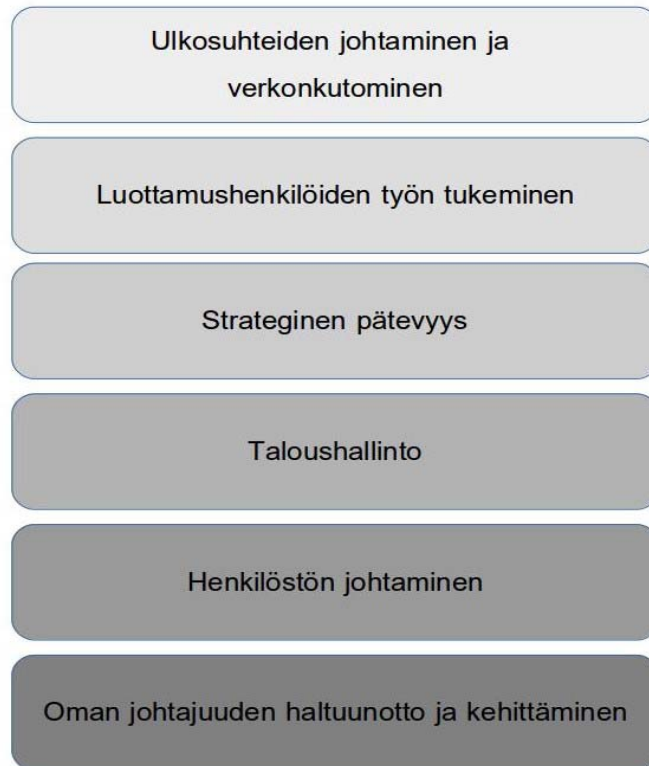 Ulkosuhteiden johtaminen ja
verkonkutominen
Luottamushenkilöiden työn tukeminen
Strateginen pätevyys
Taloushallinto
Henkilöstön johtaminen
Oman johtajuuden haltuunotto ja kehittäminen